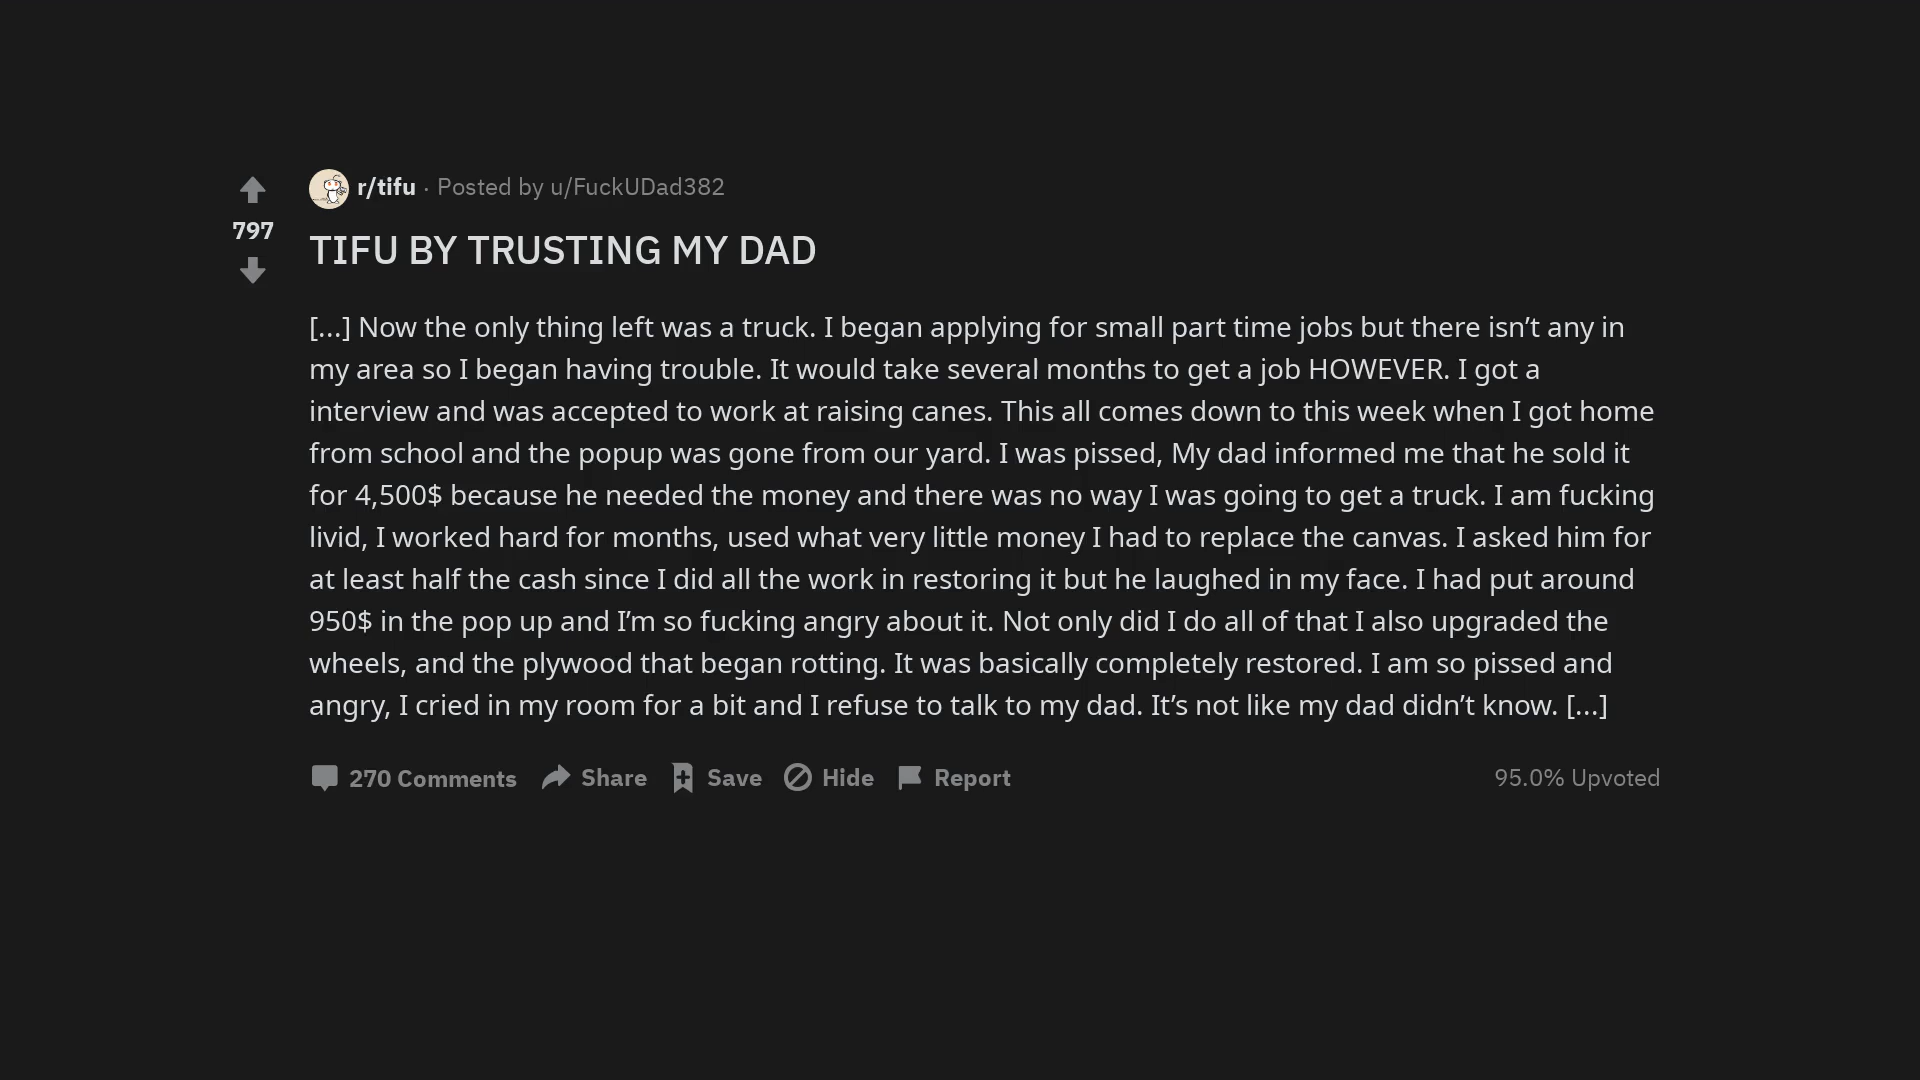 r/tifu · Posted by u/FuckUDad382
797
TIFU BY TRUSTING MY DAD
[...] Now the only thing left was a truck. I began applying for small part time jobs but there isn’t any in
my area so I began having trouble. It would take several months to get a job HOWEVER. I got a
interview and was accepted to work at raising canes. This all comes down to this week when I got home
from school and the popup was gone from our yard. I was pissed, My dad informed me that he sold it
for 4,500$ because he needed the money and there was no way I was going to get a truck. I am fucking
livid, I worked hard for months, used what very little money I had to replace the canvas. I asked him for
at least half the cash since I did all the work in restoring it but he laughed in my face. I had put around
950$ in the pop up and I’m so fucking angry about it. Not only did I do all of that I also upgraded the
wheels, and the plywood that began rotting. It was basically completely restored. I am so pissed and
angry, I cried in my room for a bit and I refuse to talk to my dad. It’s not like my dad didn’t know. [...]
270 Comments Share Save Hide Report 95.0% Upvoted